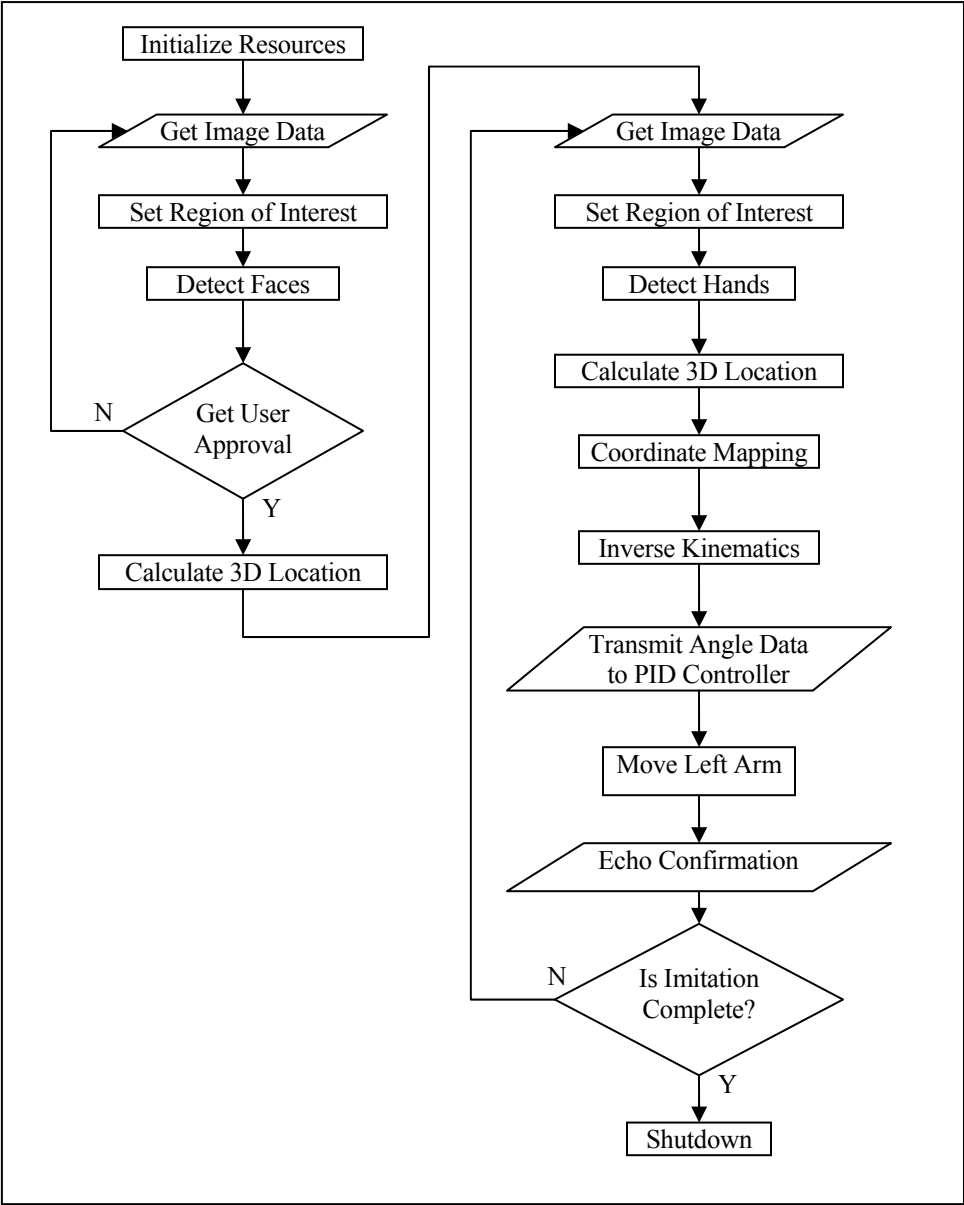 Initialize Resources
Get Image Data
Set Region of Interest
Detect Faces
N
Get User
Approval
Y
Calculate 3D Location
Get Image Data
Set Region of Interest
Detect Hands
Calculate 3D Location
Coordinate Mapping
Inverse Kinematics
Transmit Angle Data
to PID Controller
Move Left Arm
Echo Confirmation
N
Is Imitation
Complete?
Y
Shutdown